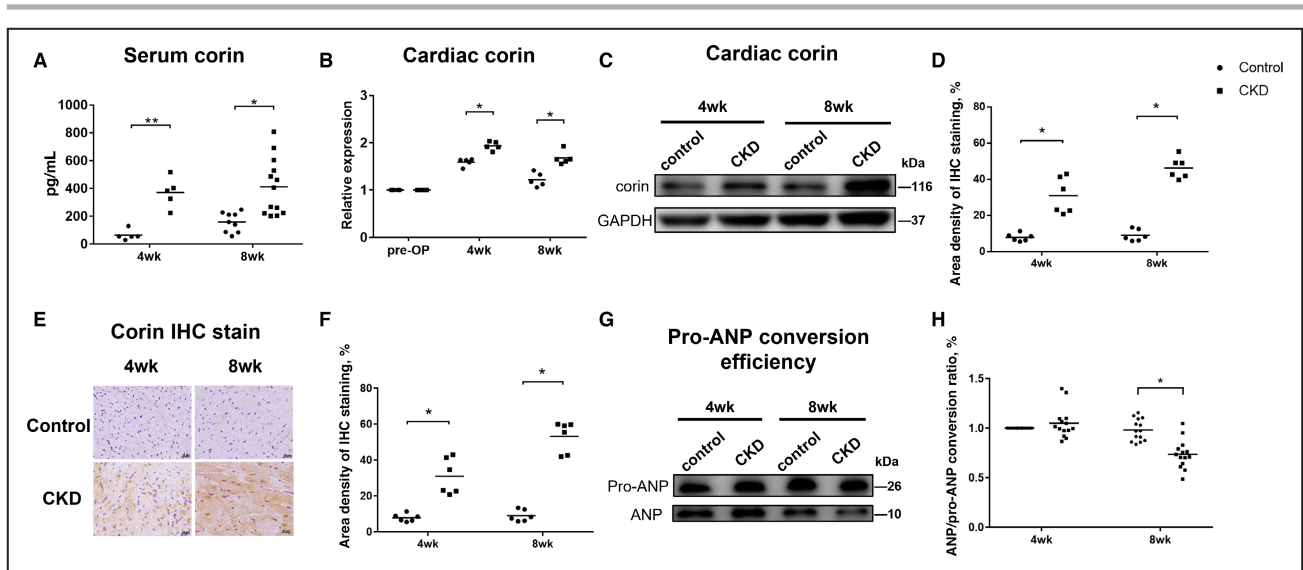 A
Serum corin
pg/mL
1000
800
600
400
200
0
**
*
4wk
8wk
B
Cardiac corin
Relative expression
3
2
1
0
*
*
pre-OP
4wk
8wk
C
Cardiac corin
4wk
8wk
control
CKD
control
CKD
kDa
corin
—116
GAPDH
—37
D
Area density of IHC staining, %
80
60
40
20
0
*
*
4wk
8wk
Control
CKD
E
Corin IHC stain
4wk
8wk
Control
CKD
F
Area density of IHC staining, %
80
60
40
20
0
*
*
4wk
8wk
G
Pro-ANP conversion
efficiency
4wk
8wk
control
CKD
control
CKD
kDa
Pro-ANP
—26
ANP
—10
H
ANP/pro-ANP conversion ratio, %
1.5
1.0
0.5
0.0
*
4wk
8wk